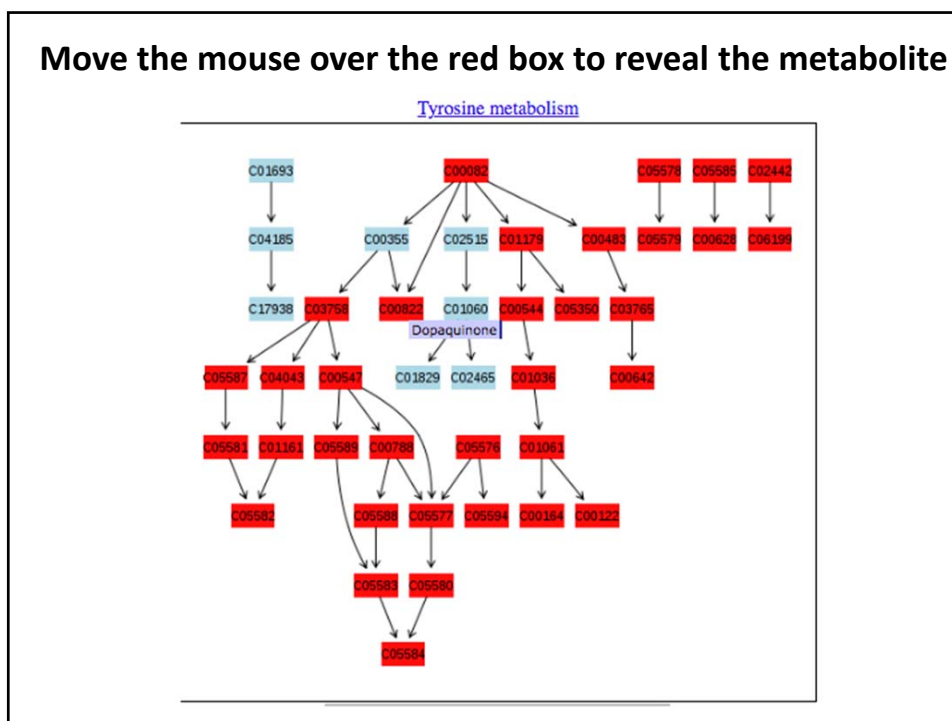 Move the mouse over the red box to reveal the metabolite
Tyrosine metabolism
C01693 C00082 C05578 C05585 C02442
C04185 C00355 C02515 C01179 C00483 C05579 C00628 C06199
C17938 C03758 C00822 C01060 C00544 C05350 C03765
Dopaquinone
C05587 C04043 C00547 C01829 C02465 C01036 C00642
C05581 C01161 C05589 C00788 C05576 C01061
C05582 C05588 C05577 C05594 C00164 C00122
C05583 C05580
C05584